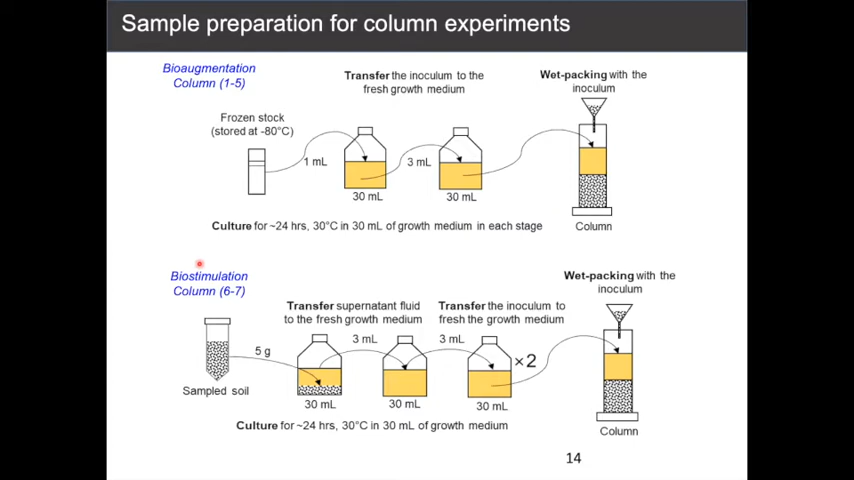 Sample preparation for column experiments
Bioaugmentation
Column (1-5)
Transfer the inoculum to the
fresh growth medium
Wet-packing with the
inoculum
Frozen stock
(stored at -80°C)
1 mL
3 mL
30 mL
30 mL
Culture for ~24 hrs, 30°C in 30 mL of growth medium in each stage
Column
Biostimulation
Column (6-7)
Transfer supernatant fluid
to the fresh growth medium
Transfer the inoculum to
fresh the growth medium
Wet-packing with the
inoculum
5 g
3 mL
3 mL
×2
Sampled soil
30 mL
30 mL
30 mL
Culture for ~24 hrs, 30°C in 30 mL of growth medium
Column
14